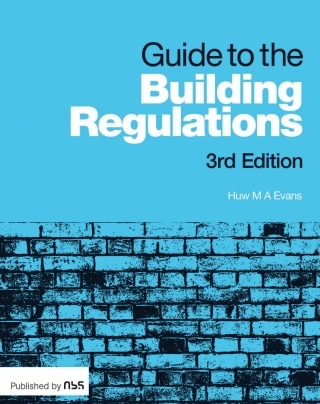 Guide to the
Building
Regulations
3rd Edition
Huw M A Evans
Published by nbs